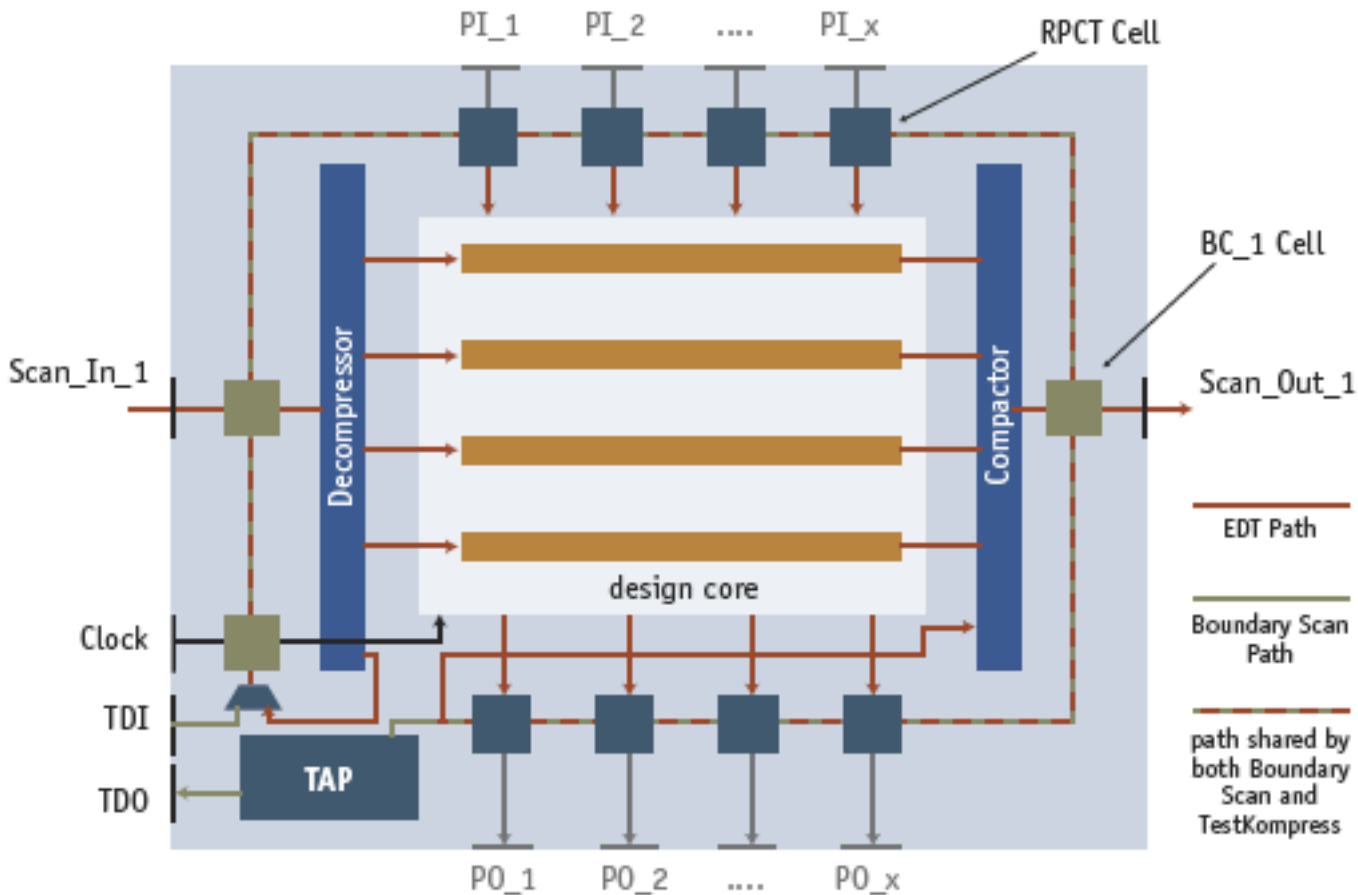 PI_1
PI_2
....
PI_x
RPCT Cell
BC_1 Cell
Scan_In_1
Decompressor
Compactor
Scan_Out_1
EDT Path
design core
Clock
Boundary Scan
Path
TDI
TAP
TDO
path shared by
both Boundary
Scan and
TestKompress
PO_1
PO_2
....
PO_x